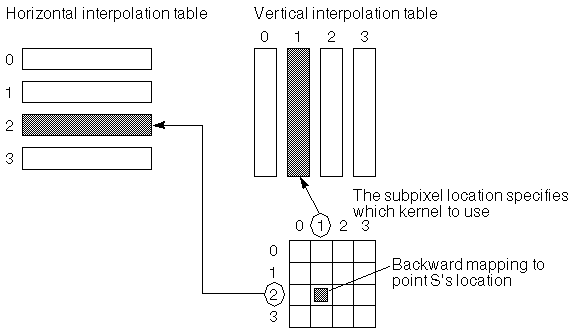 Horizontal interpolation table
Vertical interpolation table
0 1 2 3
0
1
2
3
The subpixel location specifies
which kernel to use
0 1 2 3
0
1
2
3
Backward mapping to
point S's location